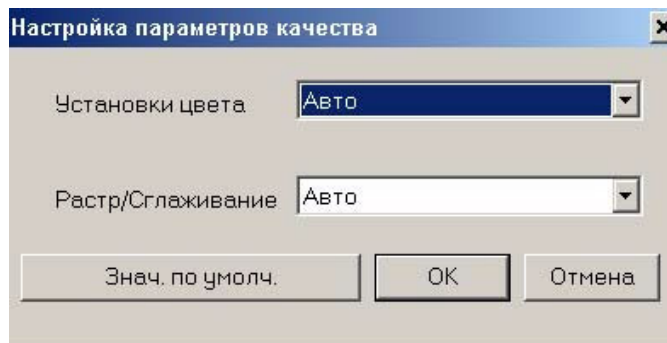 Настройка параметров качества
Установки цвета Авто
Растр/Сглаживание Авто
Знач. по умолч. OK Отмена